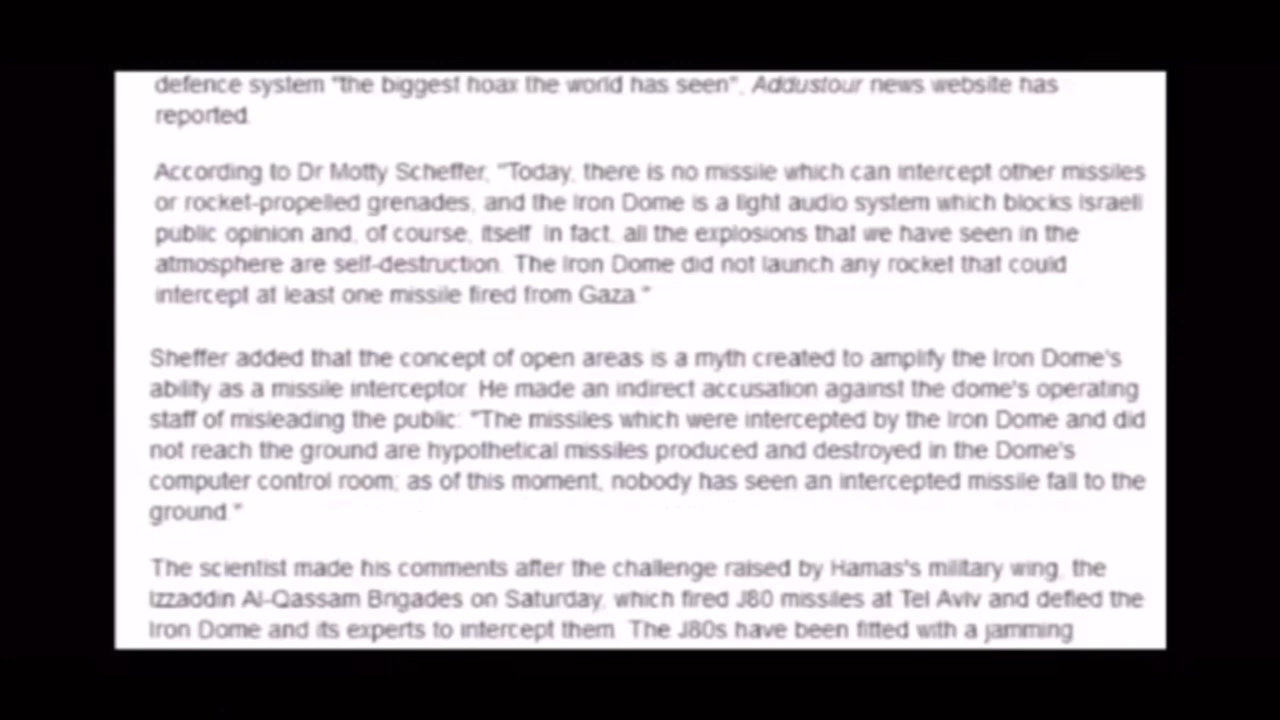 defence system "the biggest hoax the world has seen", Addustour news website has
reported.
According to Dr Motty Scheffer, "Today, there is no missile which can intercept other missiles
or rocket-propelled grenades, and the Iron Dome is a light audio system which blocks Israeli
public opinion and, of course, itself. In fact, all the explosions that we have seen in the
atmosphere are self-destruction. The Iron Dome did not launch any rocket that could
intercept at least one missile fired from Gaza."
Sheffer added that the concept of open areas is a myth created to amplify the Iron Dome's
ability as a missile interceptor. He made an indirect accusation against the dome's operating
staff of misleading the public: "The missiles which were intercepted by the Iron Dome and did
not reach the ground are hypothetical missiles produced and destroyed in the Dome's
computer control room; as of this moment, nobody has seen an intercepted missile fall to the
ground."
The scientist made his comments after the challenge raised by Hamas's military wing, the
Izzaddin Al-Qassam Brigades on Saturday, which fired J80 missiles at Tel Aviv and defied the
Iron Dome and its experts to intercept them. The J80s have been fitted with a jamming